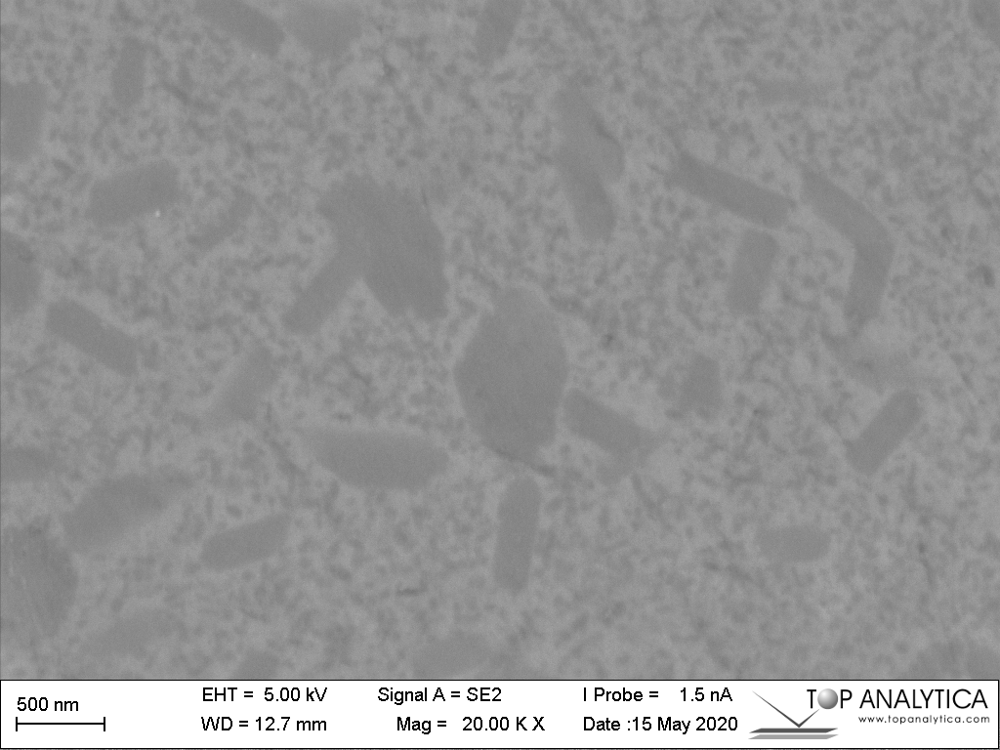 500 nm
EHT = 5.00 kV Signal A = SE2 I Probe = 1.5 nA
WD = 12.7 mm Mag = 20.00 K X Date :15 May 2020
TOP ANALYTICA
www.topanalytica.com